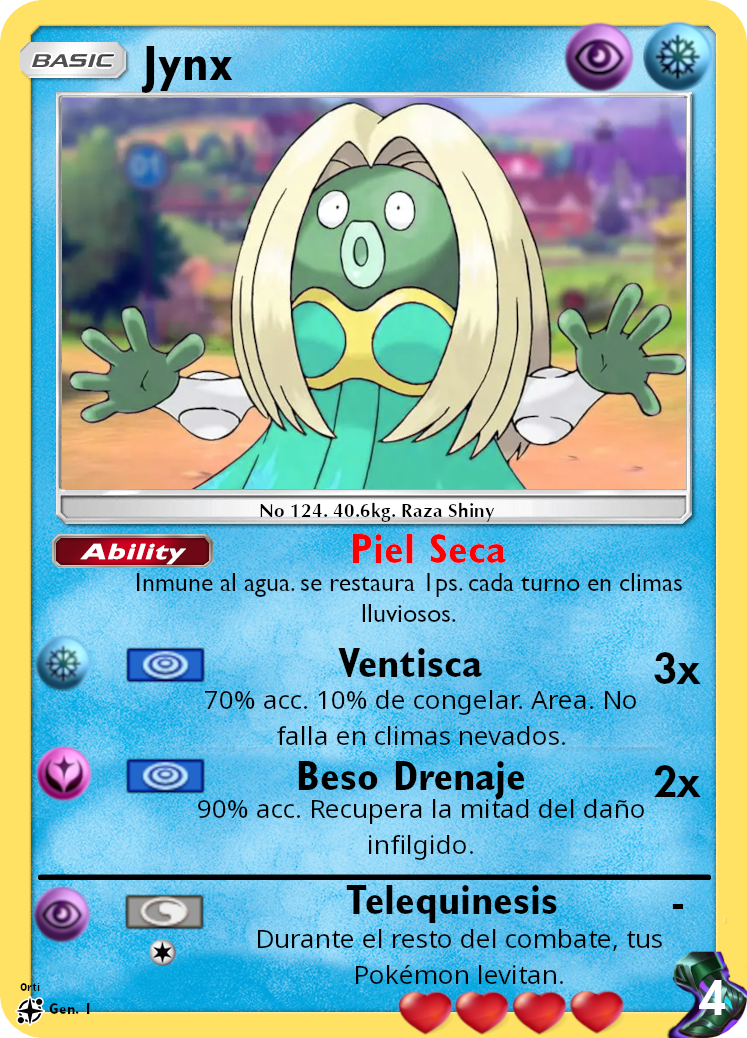 BASIC
Jynx
01
No 124. 40.6kg. Raza Shiny
Ability
Piel Seca
Inmune al agua. se restaura 1ps. cada turno en climas
lluviosos.
Ventisca
3x
70% acc. 10% de congelar. Area. No
falla en climas nevados.
Beso Drenaje
2x
90% acc. Recupera la mitad del daño
infilgido.
Telequinesis
-
Durante el resto del combate, tus
Pokémon levitan.
Orti
Gen. 1
4